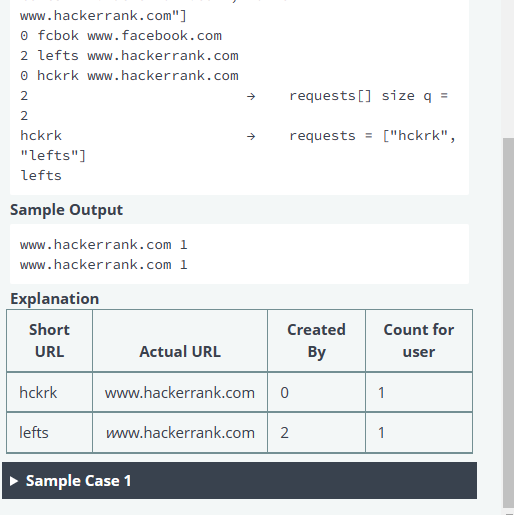 www.hackerrank.com"]
0 fcbok www.facebook.com
2 lefts www.hackerrank.com
0 hckrk www.hackerrank.com
2 → requests[] size q =
2
hckrk → requests = ["hckrk",
"lefts"]
lefts
Sample Output
www.hackerrank.com 1
www.hackerrank.com 1
Explanation
Short URL Actual URL Created By Count for user
hckrk www.hackerrank.com 0 1
lefts www.hackerrank.com 2 1
▶ Sample Case 1